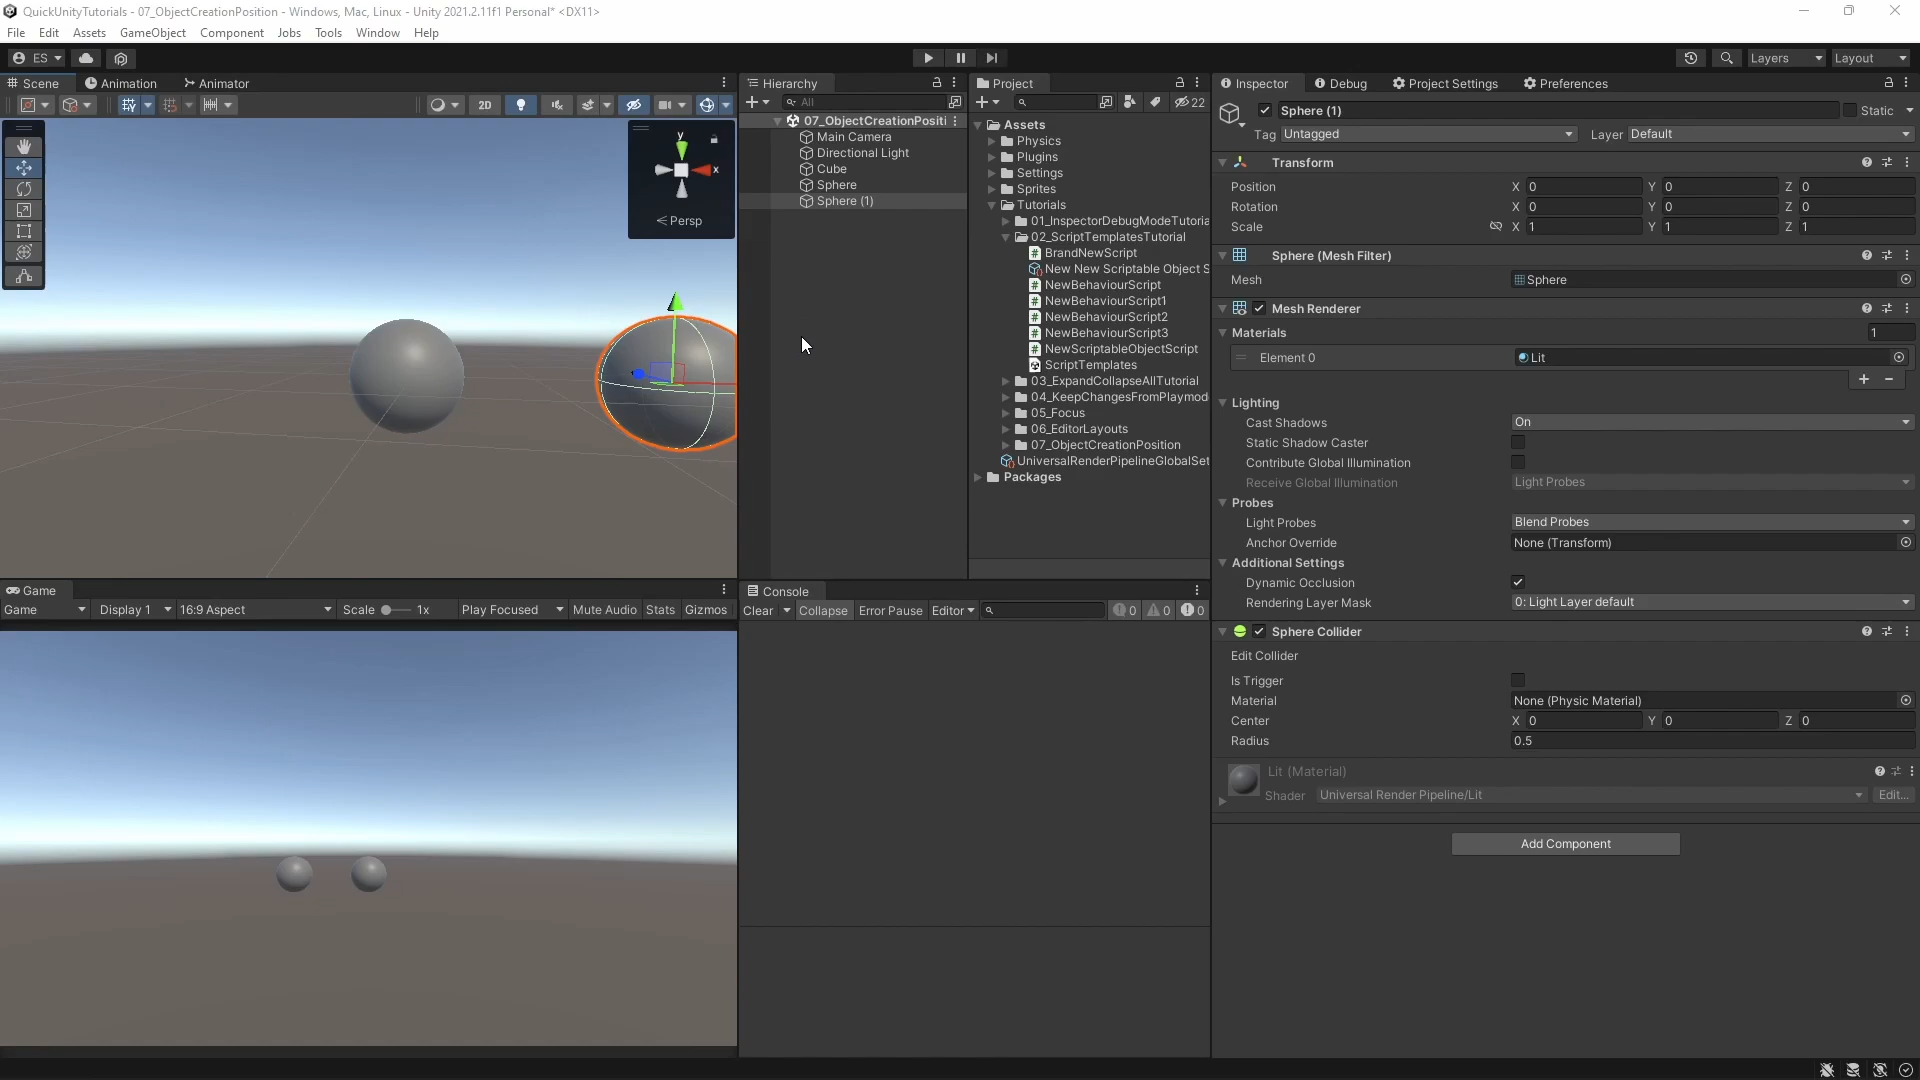 QuickUnityTutorials - 07_ObjectCreationPosition - Windows, Mac, Linux - Unity 2021.2.11f1 Personal* <DX11>
File Edit Assets GameObject Component Jobs Tools Window Help
ES
Layers Layout
Scene Animation Animator
2D
y
x
Persp
Hierarchy
All
07_ObjectCreationPositi
Main Camera
Directional Light
Cube
Sphere
Sphere (1)
Project
22
Assets
Physics
Plugins
Settings
Sprites
Tutorials
01_InspectorDebugModeTutoria
02_ScriptTemplatesTutorial
BrandNewScript
New New Scriptable Object S
NewBehaviourScript
NewBehaviourScript1
NewBehaviourScript2
NewBehaviourScript3
NewScriptableObjectScript
ScriptTemplates
03_ExpandCollapseAllTutorial
04_KeepChangesFromPlaymod
05_Focus
06_EditorLayouts
07_ObjectCreationPosition
UniversalRenderPipelineGlobalSet
Packages
Inspector Debug Project Settings Preferences
Sphere (1) Static
Tag Untagged Layer Default
Transform
Position X 0 Y 0 Z 0
Rotation X 0 Y 0 Z 0
Scale X 1 Y 1 Z 1
Sphere (Mesh Filter)
Mesh Sphere
Mesh Renderer
Materials 1
Element 0 Lit
Lighting
Cast Shadows On
Static Shadow Caster
Contribute Global Illumination
Receive Global Illumination Light Probes
Probes
Light Probes Blend Probes
Anchor Override None (Transform)
Additional Settings
Dynamic Occlusion
Rendering Layer Mask 0: Light Layer default
Sphere Collider
Edit Collider
Is Trigger
Material None (Physic Material)
Center X 0 Y 0 Z 0
Radius 0.5
Lit (Material)
Shader Universal Render Pipeline/Lit Edit...
Add Component
Game
Game Display 1 16:9 Aspect Scale 1x Play Focused Mute Audio Stats Gizmos
Console
Clear Collapse Error Pause Editor 0 0 0